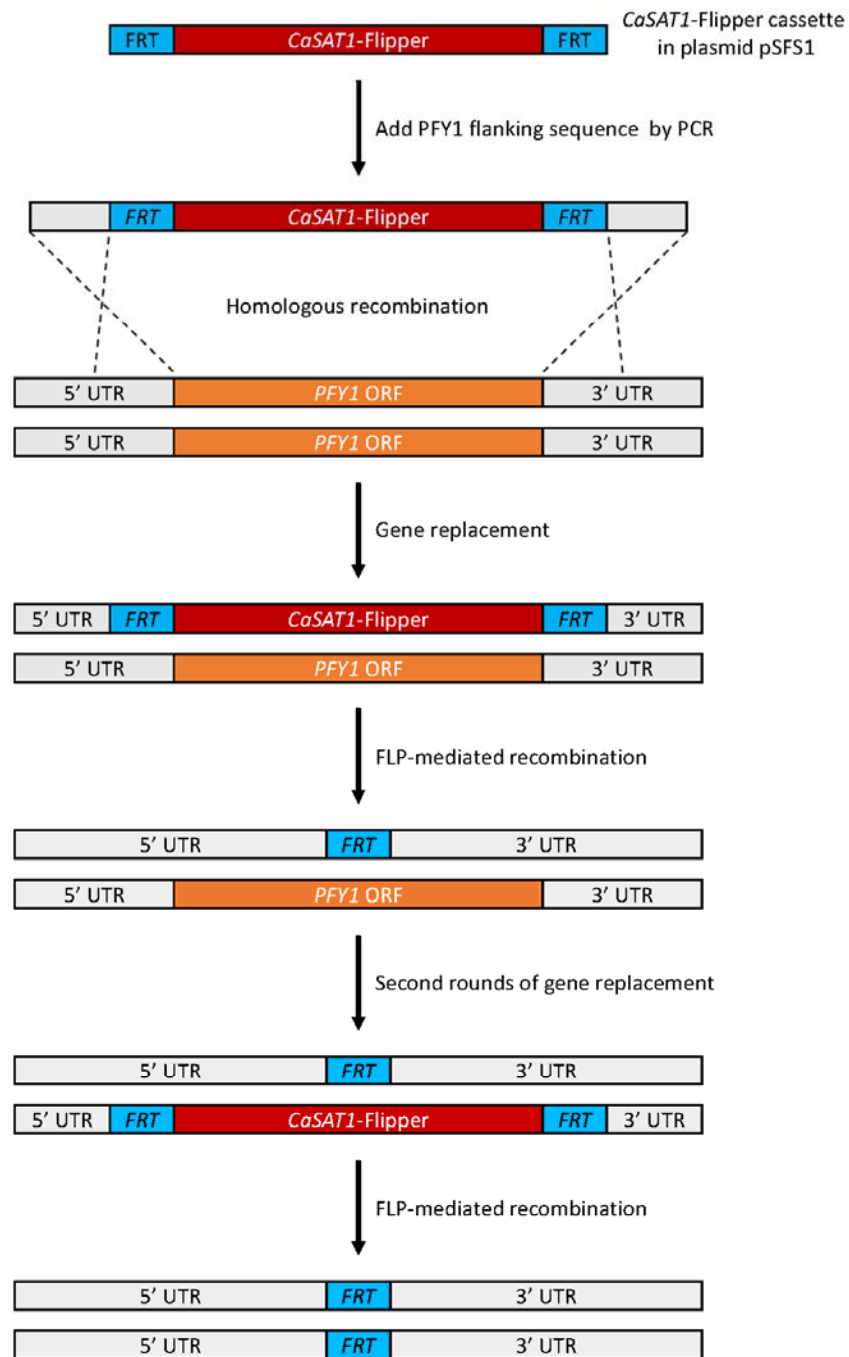 FRT CaSAT1-Flipper FRT CaSAT1-Flipper cassette
in plasmid pSFS1
Add PFY1 flanking sequence by PCR
FRT CaSAT1-Flipper FRT
Homologous recombination
5' UTR PFY1 ORF 3' UTR
5' UTR PFY1 ORF 3' UTR
Gene replacement
5' UTR FRT CaSAT1-Flipper FRT 3' UTR
5' UTR PFY1 ORF 3' UTR
FLP-mediated recombination
5' UTR FRT 3' UTR
5' UTR PFY1 ORF 3' UTR
Second rounds of gene replacement
5' UTR FRT 3' UTR
5' UTR FRT CaSAT1-Flipper FRT 3' UTR
FLP-mediated recombination
5' UTR FRT 3' UTR
5' UTR FRT 3' UTR